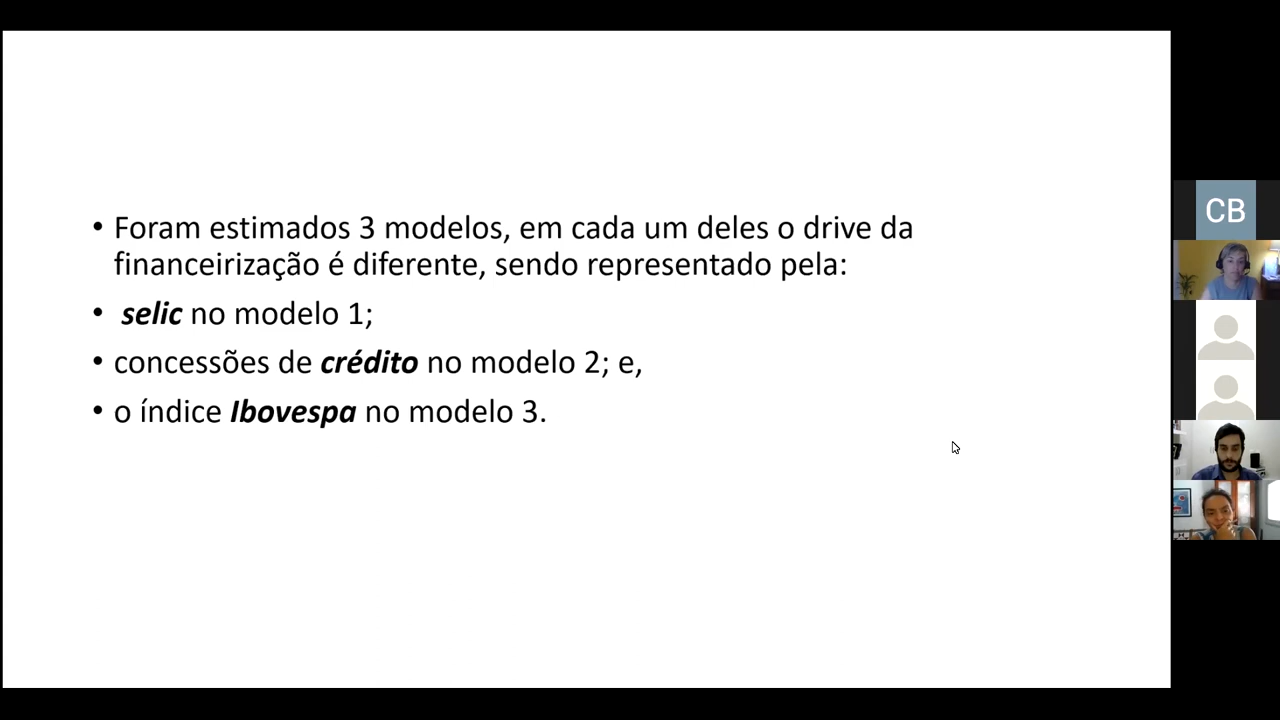 • Foram estimados 3 modelos, em cada um deles o drive da
financeirização é diferente, sendo representado pela:
• selic no modelo 1;
• concessões de crédito no modelo 2; e,
• o índice Ibovespa no modelo 3.
CB